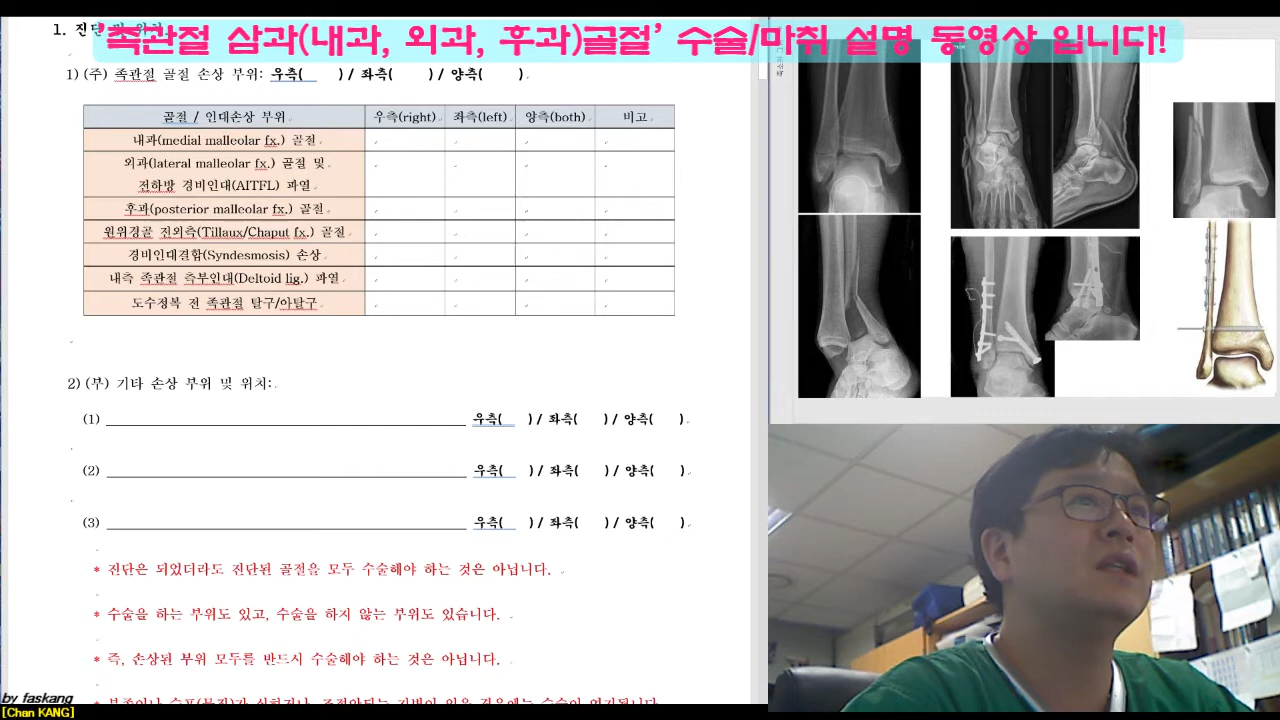 '족관절 삼과(내과, 외과, 후과)골절' 수술/마취 설명 동영상 입니다!
1. 진단 및 위치
1) (주) 족관절 골절 손상 부위: 우측( ) / 좌측( ) / 양측( ).
골절 / 인대손상 부위 우측(right) 좌측(left) 양측(both) 비고
내과(medial malleolar fx.) 골절
외과(lateral malleolar fx.) 골절 및
전하방 경비인대(AITFL) 파열
후과(posterior malleolar fx.) 골절
원위경골 전외측(Tillaux/Chaput fx.) 골절
경비인대결합(Syndesmosis) 손상
내측 족관절 측부인대(Deltoid lig.) 파열
도수정복 전 족관절 탈구/아탈구
2) (부) 기타 손상 부위 및 위치:
(1) 우측( ) / 좌측( ) / 양측( )
(2) 우측( ) / 좌측( ) / 양측( )
(3) 우측( ) / 좌측( ) / 양측( )
* 진단은 되었더라도 진단된 골절을 모두 수술해야 하는 것은 아닙니다.
* 수술을 하는 부위도 있고, 수술을 하지 않는 부위도 있습니다.
* 즉, 손상된 부위 모두를 반드시 수술해야 하는 것은 아닙니다.
by faskang
[Chan KANG]